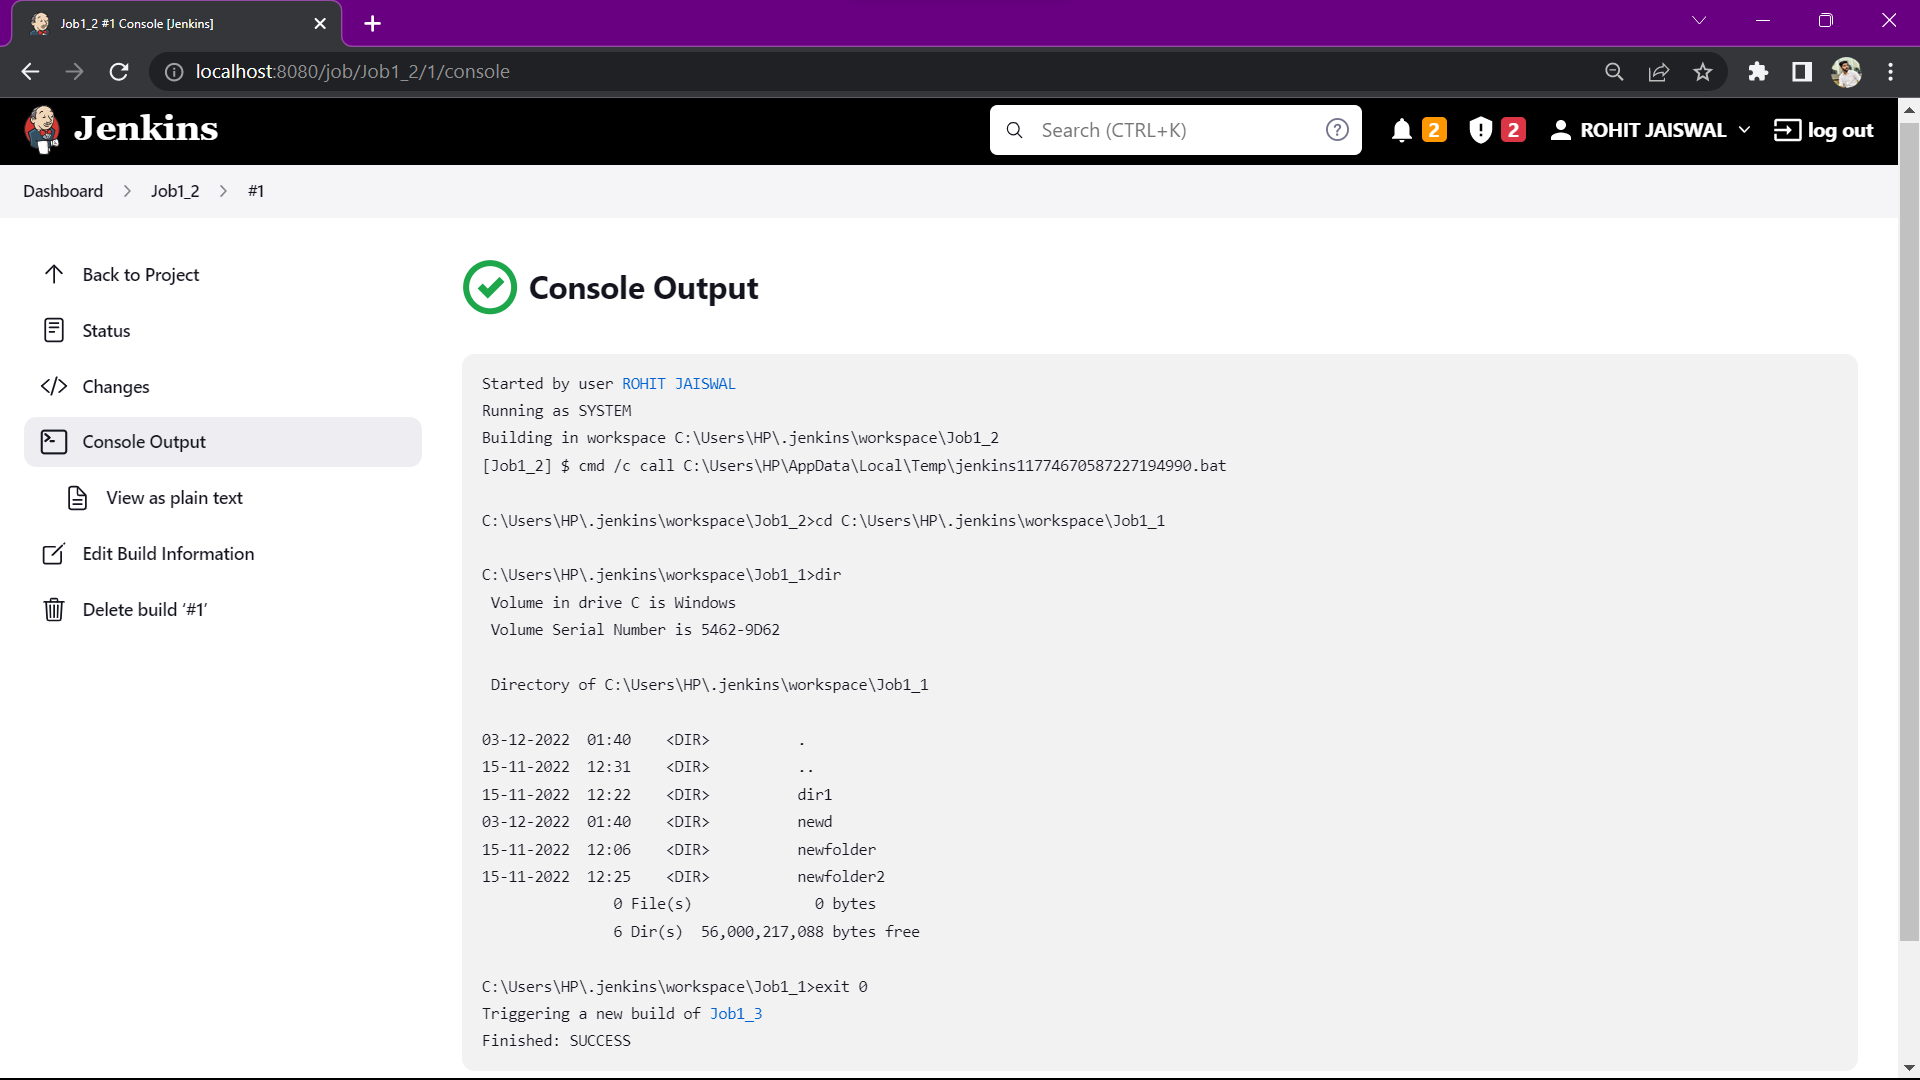 Job1_2 #1 Console [Jenkins]
localhost:8080/job/Job1_2/1/console
Jenkins
Search (CTRL+K)
2
2
ROHIT JAISWAL
log out
Dashboard
Job1_2
#1
Back to Project
Status
Changes
Console Output
View as plain text
Edit Build Information
Delete build ‘#1’
Console Output
Started by user ROHIT JAISWAL
Running as SYSTEM
Building in workspace C:\Users\HP\.jenkins\workspace\Job1_2
[Job1_2] $ cmd /c call C:\Users\HP\AppData\Local\Temp\jenkins11774670587227194990.bat
C:\Users\HP\.jenkins\workspace\Job1_2>cd C:\Users\HP\.jenkins\workspace\Job1_1
C:\Users\HP\.jenkins\workspace\Job1_1>dir
Volume in drive C is Windows
Volume Serial Number is 5462-9D62
Directory of C:\Users\HP\.jenkins\workspace\Job1_1
03-12-2022  01:40    <DIR>          .
15-11-2022  12:31    <DIR>          ..
15-11-2022  12:22    <DIR>          dir1
03-12-2022  01:40    <DIR>          newd
15-11-2022  12:06    <DIR>          newfolder
15-11-2022  12:25    <DIR>          newfolder2
0 File(s)              0 bytes
6 Dir(s)  56,000,217,088 bytes free
C:\Users\HP\.jenkins\workspace\Job1_1>exit 0
Triggering a new build of Job1_3
Finished: SUCCESS